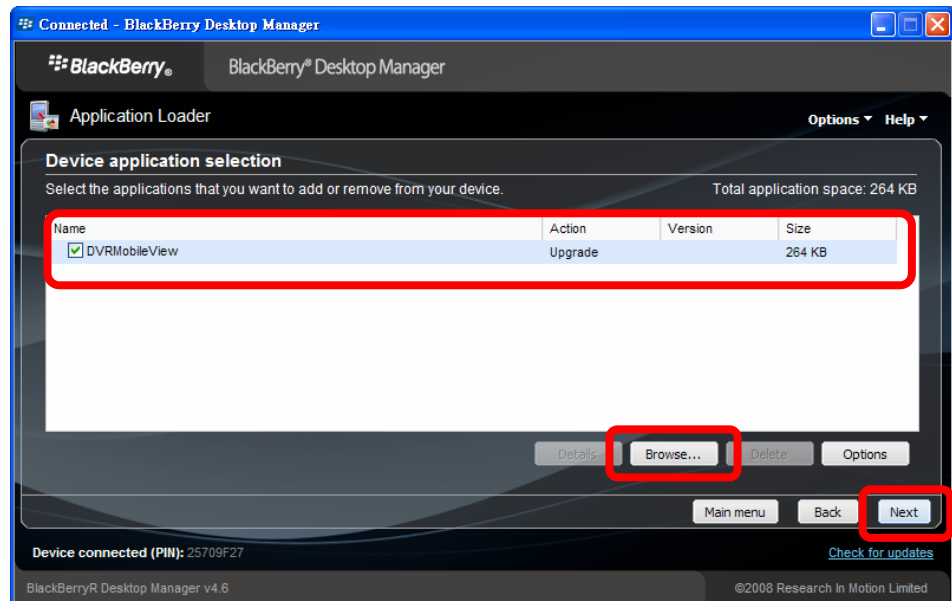 Connected - BlackBerry Desktop Manager
BlackBerry® BlackBerry® Desktop Manager
Application Loader Options Help
Device application selection
Select the applications that you want to add or remove from your device. Total application space: 264 KB
Name Action Version Size
DVRMobileView Upgrade 264 KB
Details Browse... Delete Options
Main menu Back Next
Device connected (PIN): 25709F27 Check for updates
BlackBerryR Desktop Manager v4.6 ©2008 Research In Motion Limited